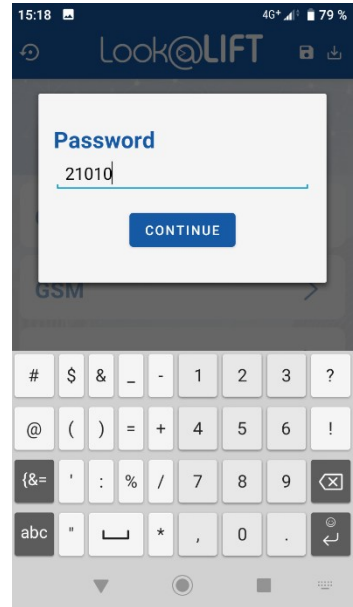 15:18 4G+ 79 %
Look@LIFT
Password
21010
CONTINUE
GSM
# $ & _ - 1 2 3 ?
@ ( ) = + 4 5 6 !
{&= ' : % / 7 8 9
abc " * , 0 .